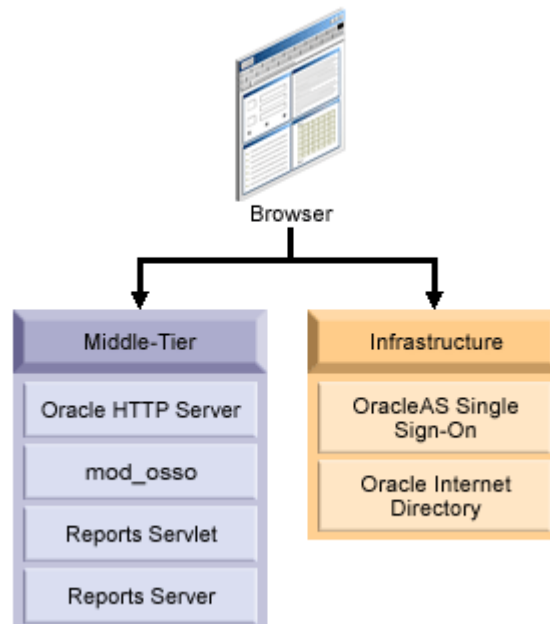 Browser
Middle-Tier
Oracle HTTP Server
mod_osso
Reports Servlet
Reports Server
Infrastructure
OracleAS Single
Sign-On
Oracle Internet
Directory